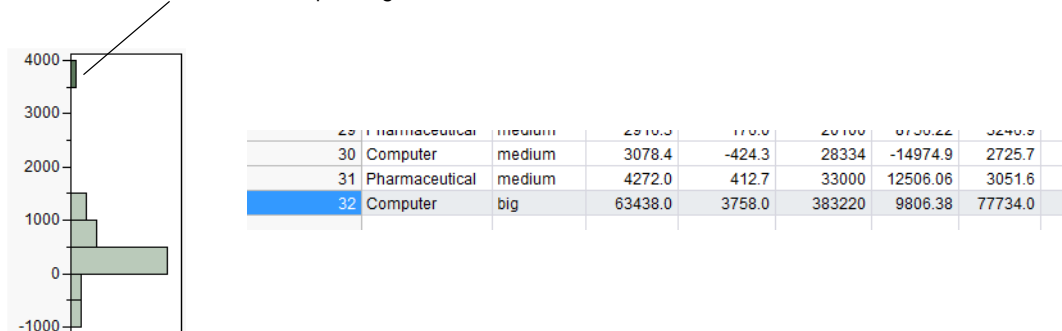 4000
3000
2000
1000
0
-1000
30 Computer medium 3078.4 -424.3 28334 -14974.9 2725.7
31 Pharmaceutical medium 4272.0 412.7 33000 12506.06 3051.6
32 Computer big 63438.0 3758.0 383220 9806.38 77734.0